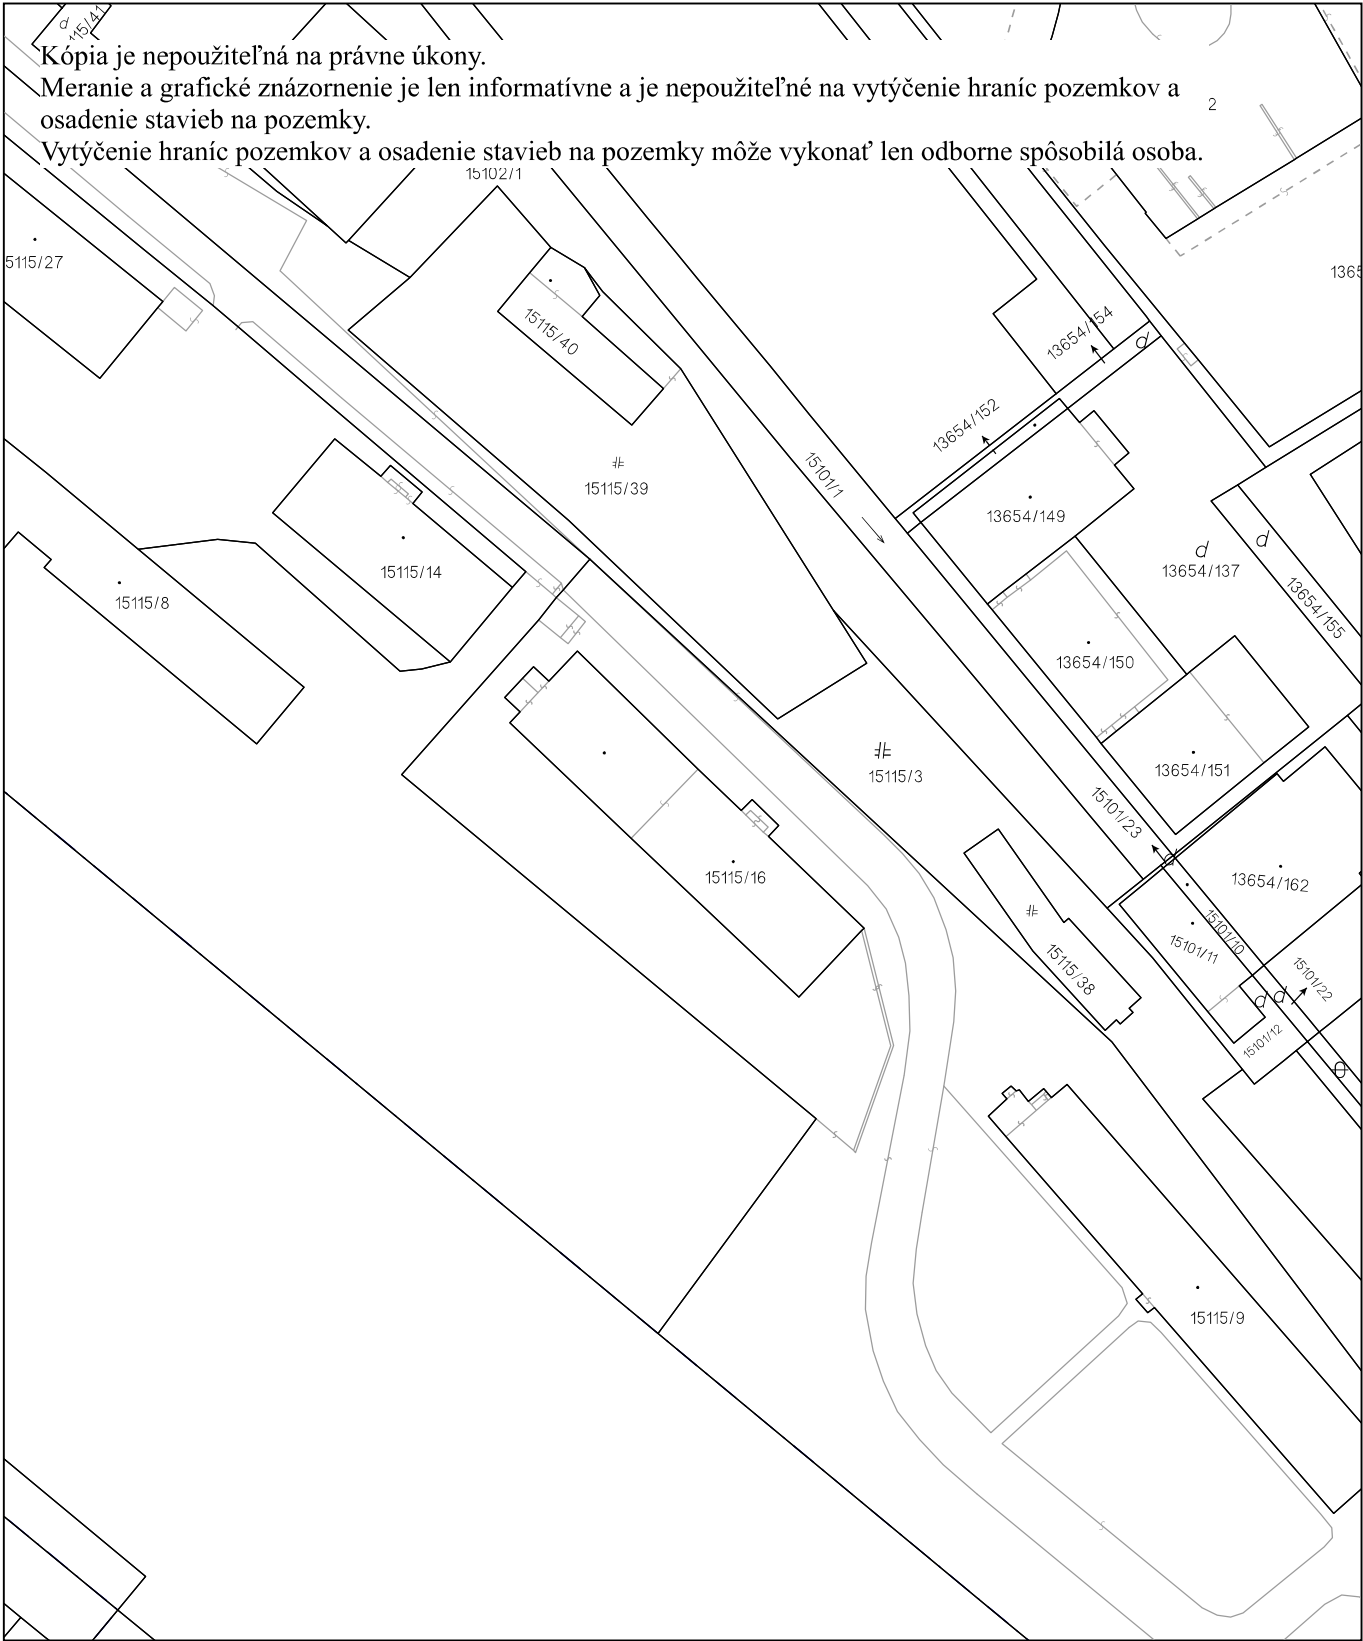 115/41
d
Kópia je nepoužiteľná na právne úkony.
Meranie a grafické znázornenie je len informatívne a je nepoužiteľné na vytýčenie hraníc pozemkov a
osadenie stavieb na pozemky.
Vytýčenie hraníc pozemkov a osadenie stavieb na pozemky môže vykonať len odborne spôsobilá osoba.
2
15102/1
5115/27
1365
15115/40
13654/154
d
13654/152
15101/1
15115/39
13654/149
d
d
13654/137
15115/14
15115/8
13654/155
13654/150
15115/3
13654/151
15101/23
d
15115/16
13654/162
15101/10
15101/11
15115/38
15101/22
d d
15101/12
15115/9